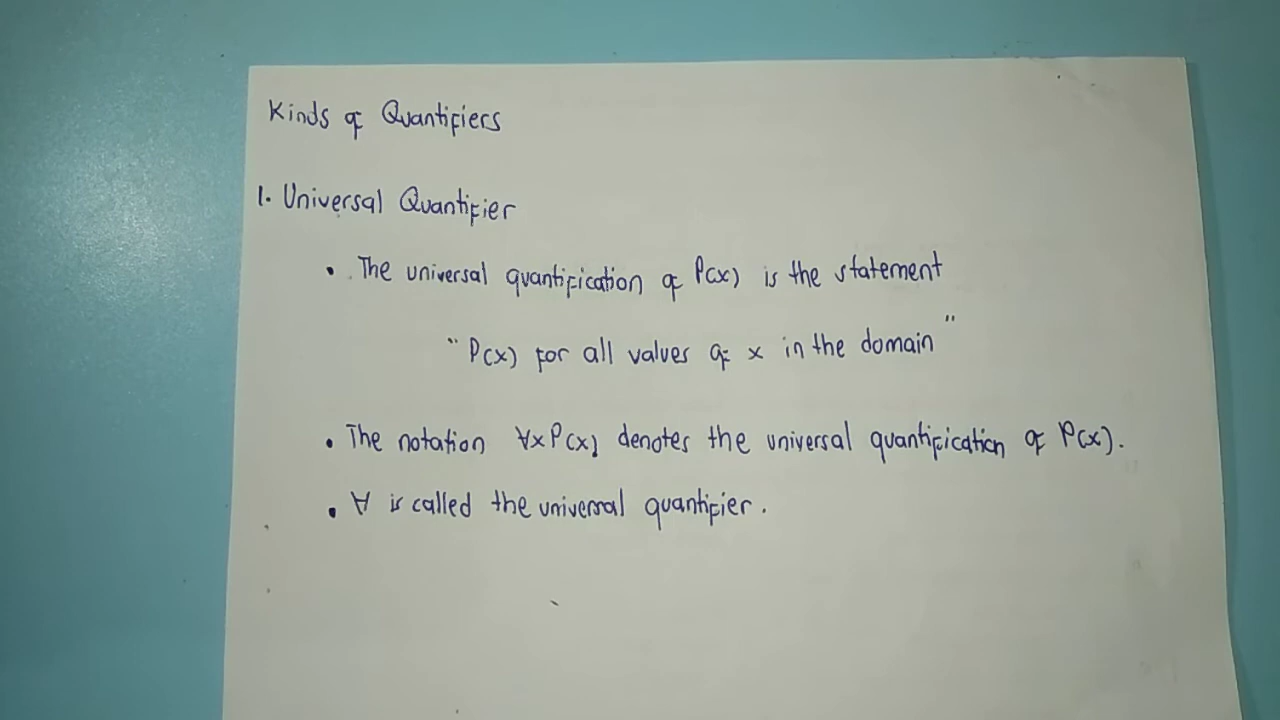 Kinds of Quantifiers
1. Universal Quantifier
• The universal quantification of P(x) is the statement
" P(x) for all values of x in the domain "
• The notation ∀x P(x) denotes the universal quantification of P(x).
• ∀ is called the universal quantifier.